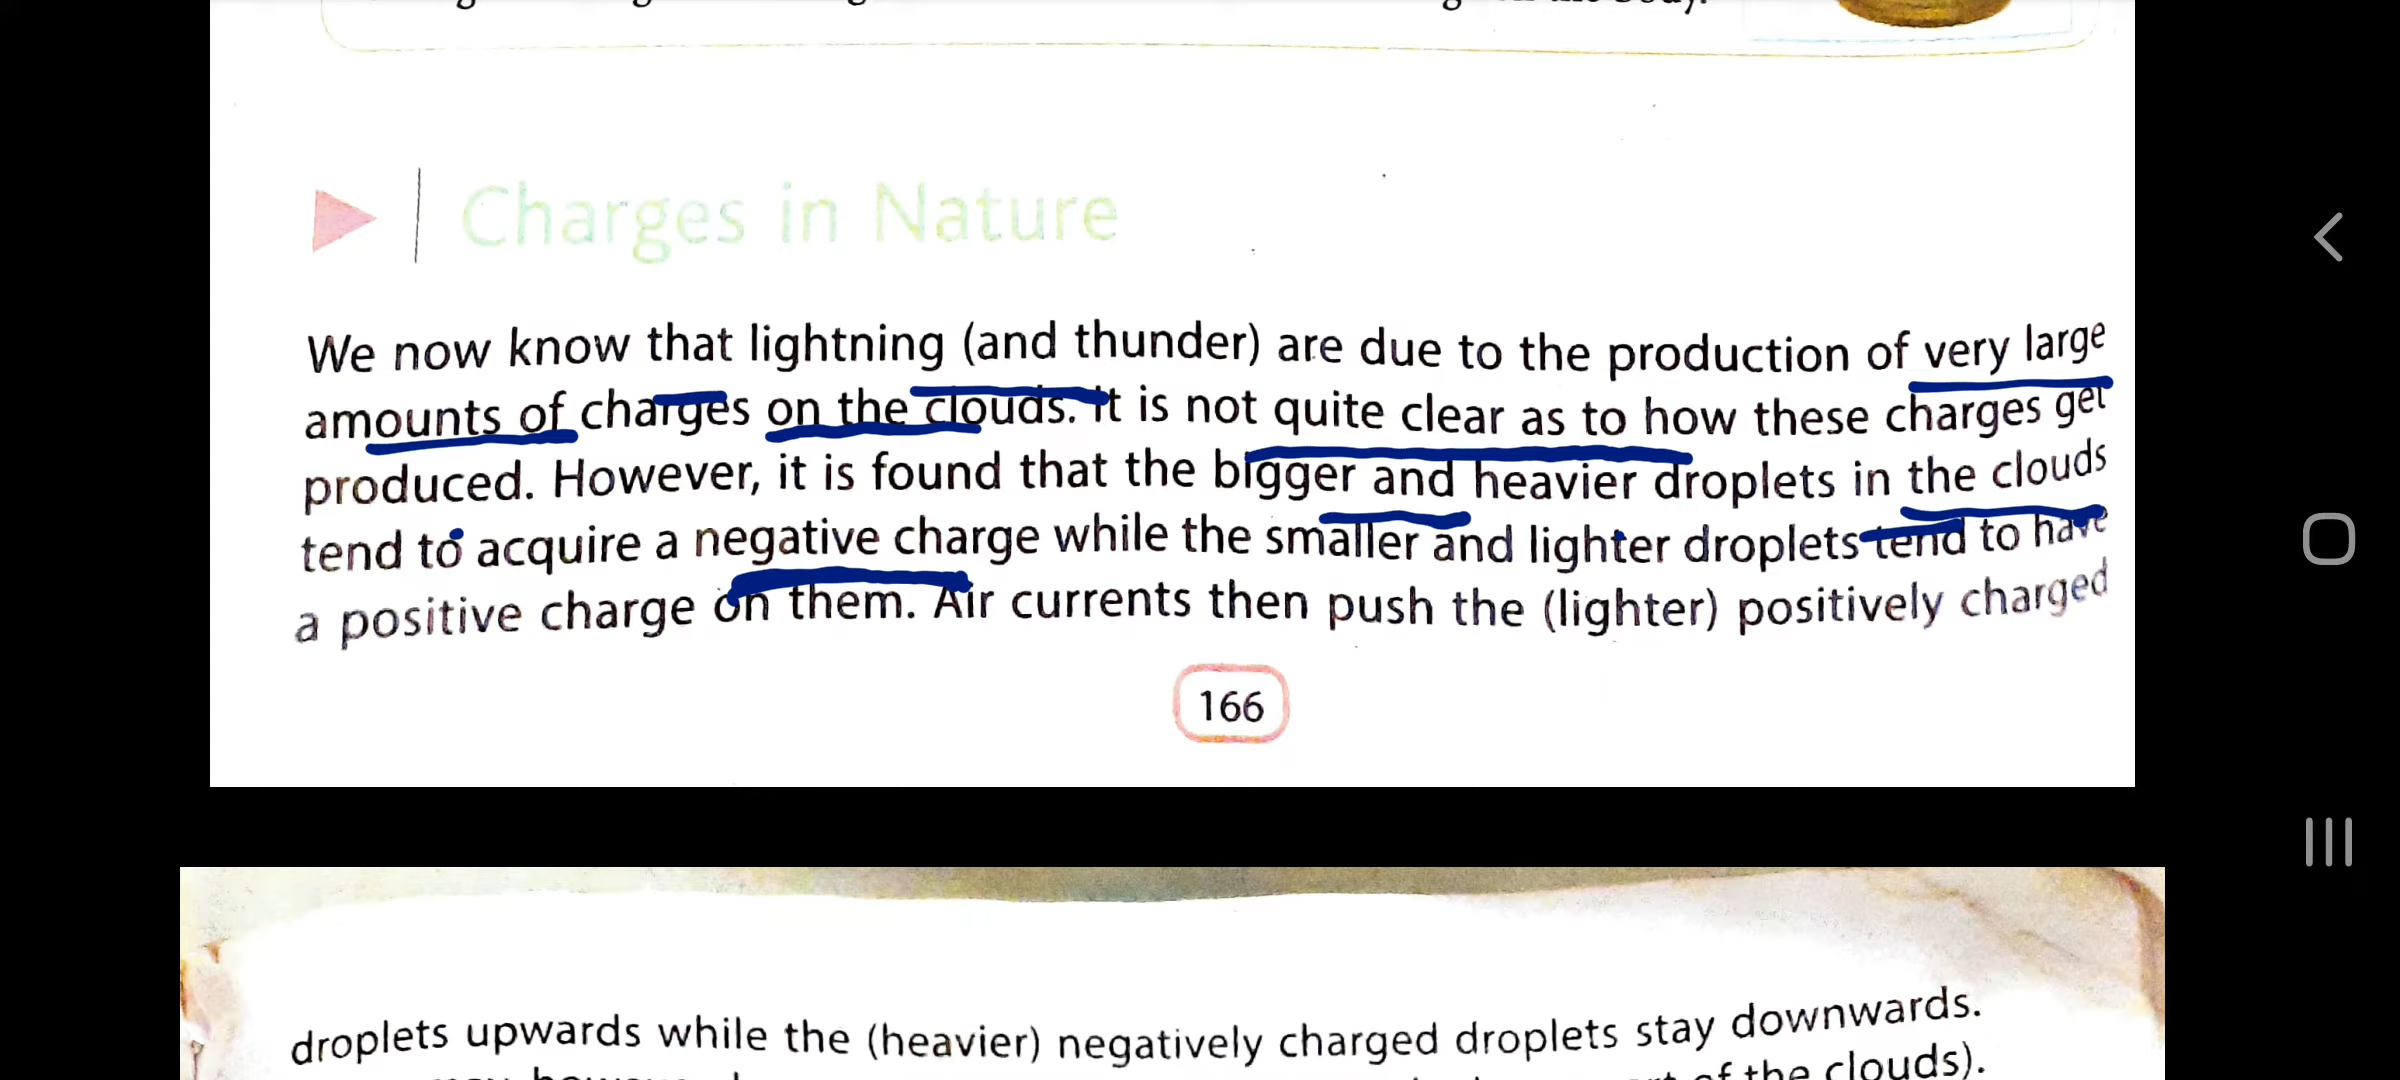 Charges in Nature
We now know that lightning (and thunder) are due to the production of very large
amounts of charges on the clouds. It is not quite clear as to how these charges get
produced. However, it is found that the bigger and heavier droplets in the clouds
tend to acquire a negative charge while the smaller and lighter droplets tend to have
a positive charge on them. Air currents then push the (lighter) positively charged
166
droplets upwards while the (heavier) negatively charged droplets stay downwards.
of the clouds).